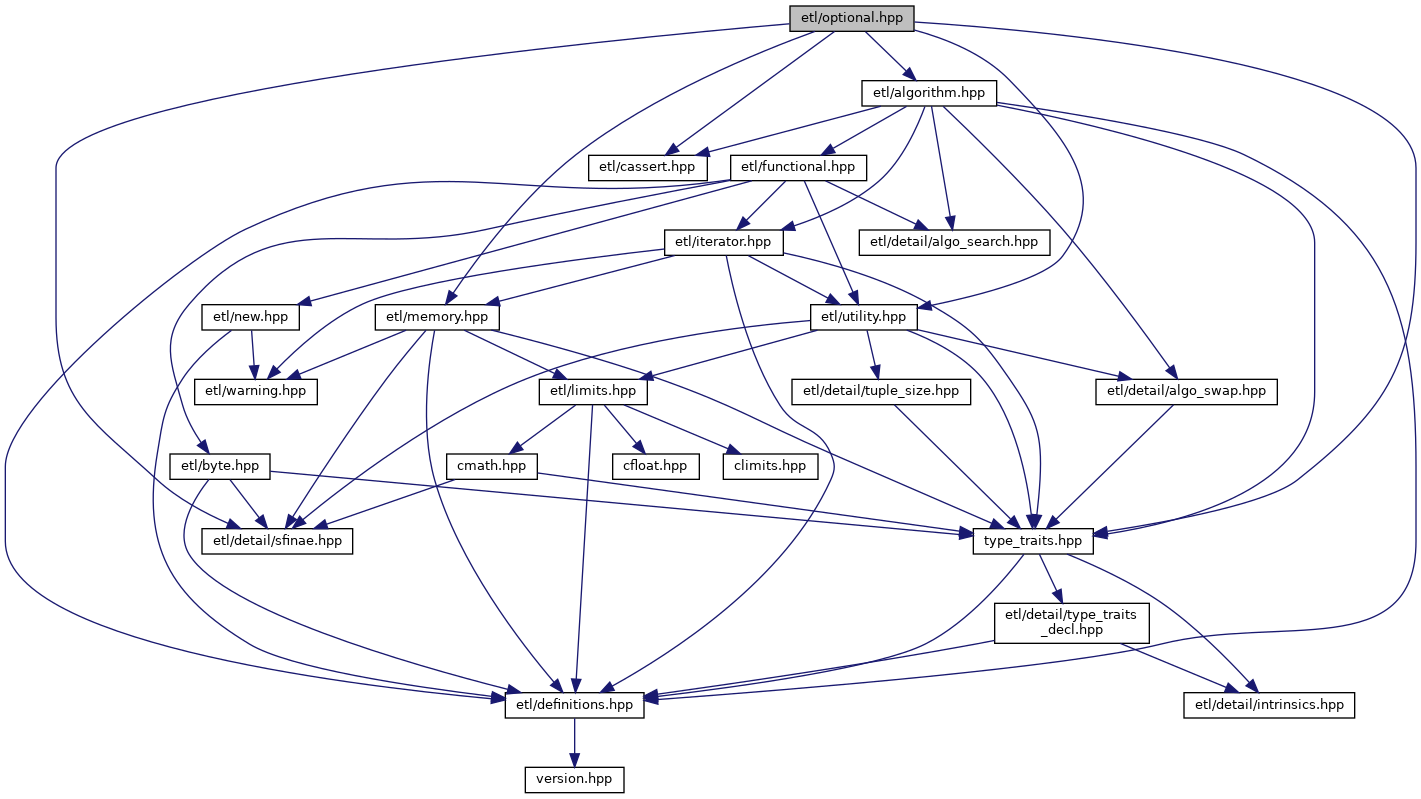 etl/optional.hpp
etl/algorithm.hpp
etl/cassert.hpp
etl/functional.hpp
etl/iterator.hpp
etl/detail/algo_search.hpp
etl/new.hpp
etl/memory.hpp
etl/utility.hpp
etl/warning.hpp
etl/limits.hpp
etl/detail/tuple_size.hpp
etl/detail/algo_swap.hpp
etl/byte.hpp
cmath.hpp
cfloat.hpp
climits.hpp
etl/detail/sfinae.hpp
type_traits.hpp
etl/detail/type_traits
_decl.hpp
etl/definitions.hpp
etl/detail/intrinsics.hpp
version.hpp